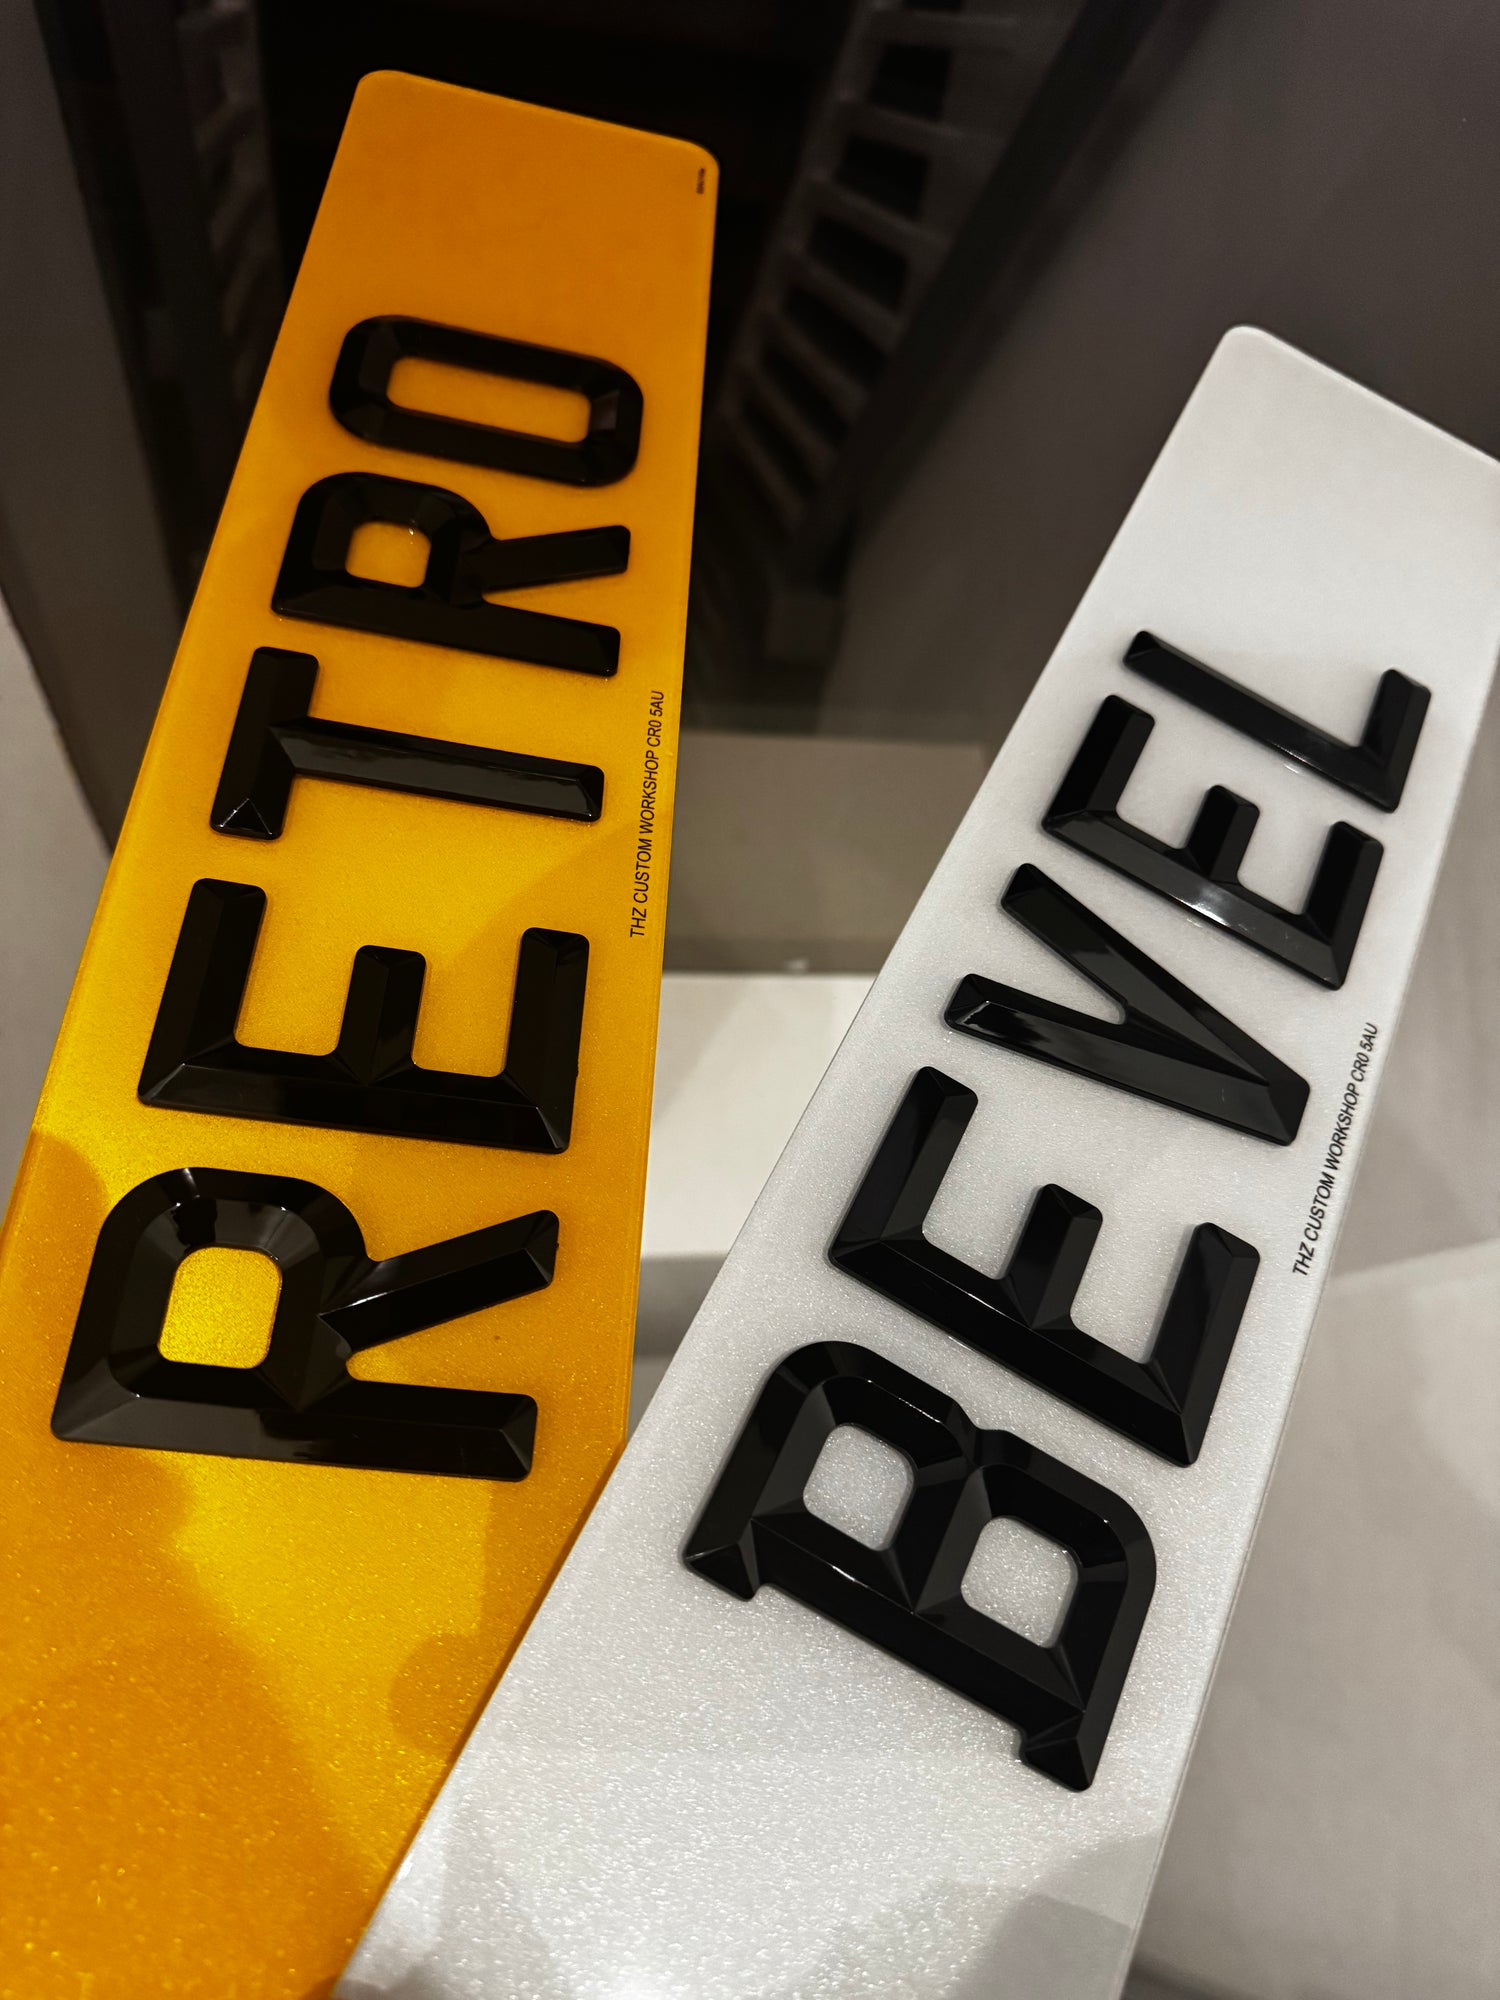 RETRO
THZ CUSTOM WORKSHOP CR0 5AU
BEVEL
THZ CUSTOM WORKSHOP CR0 5AU